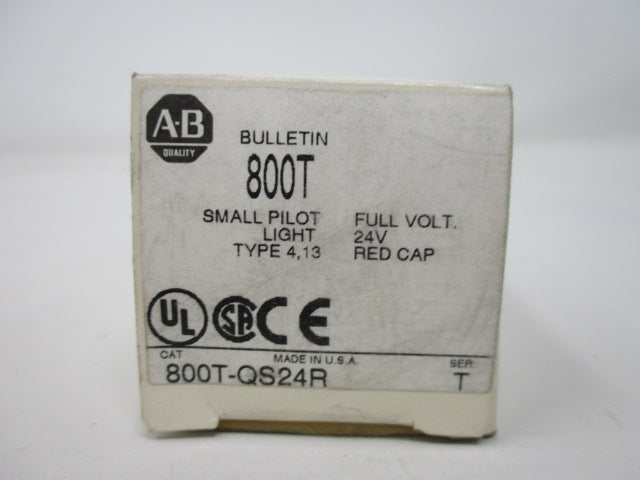 A-B
QUALITY
BULLETIN
800T
SMALL PILOT FULL VOLT.
LIGHT 24V
TYPE 4,13 RED CAP
UL SA CE
CAT MADE IN U.S.A. SER
800T-QS24R T